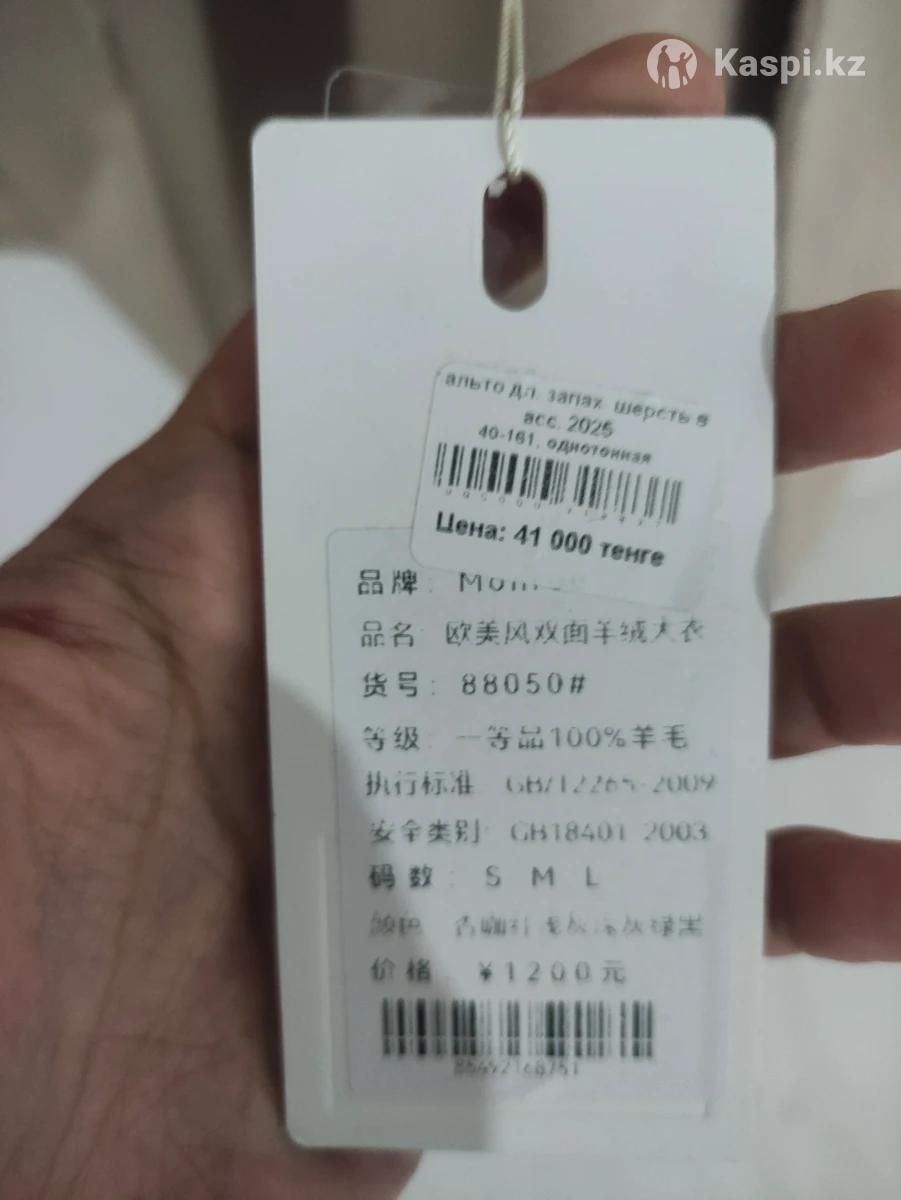 Kaspi.kz
альто дл. запах. шерсть в
асс. 2025
40-161, однотонная
Цена: 41 000 тенге
品牌:
品名: 欧美风双面羊绒大衣
货号: 88050#
等级: 一等品100%羊毛
执行标准 2009
安全类别: GB18401 2003
码数: S M L
颜色
价格 ¥1200元